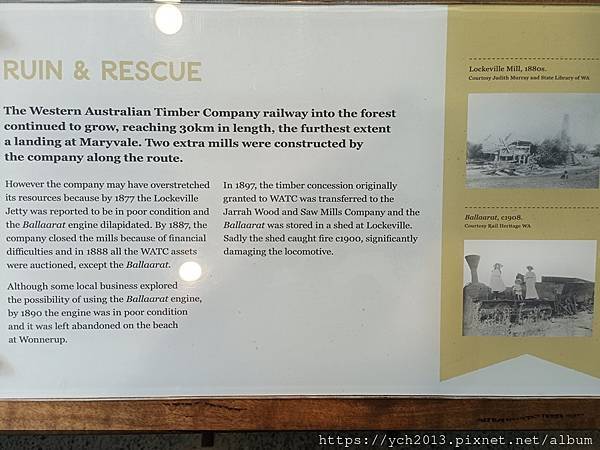 RUIN & RESCUE
The Western Australian Timber Company railway into the forest
continued to grow, reaching 30km in length, the furthest extent
a landing at Maryvale. Two extra mills were constructed by
the company along the route.
However the company may have overstretched
its resources because by 1877 the Lockeville
Jetty was reported to be in poor condition and
the Ballaarat engine dilapidated. By 1887, the
company closed the mills because of financial
difficulties and in 1888 all the WATC assets
were auctioned, except the Ballaarat.
Although some local business explored
the possibility of using the Ballaarat engine,
by 1890 the engine was in poor condition
and it was left abandoned on the beach
at Wonnerup.
In 1897, the timber concession originally
granted to WATC was transferred to the
Jarrah Wood and Saw Mills Company and the
Ballaarat was stored in a shed at Lockeville.
Sadly the shed caught fire c1900, significantly
damaging the locomotive.
Lockeville Mill, 1880s.
Courtesy Judith Murray and State Library of WA
Ballaarat, c1908.
Courtesy Rail Heritage WA
https://ych2013.pixnet.net/album